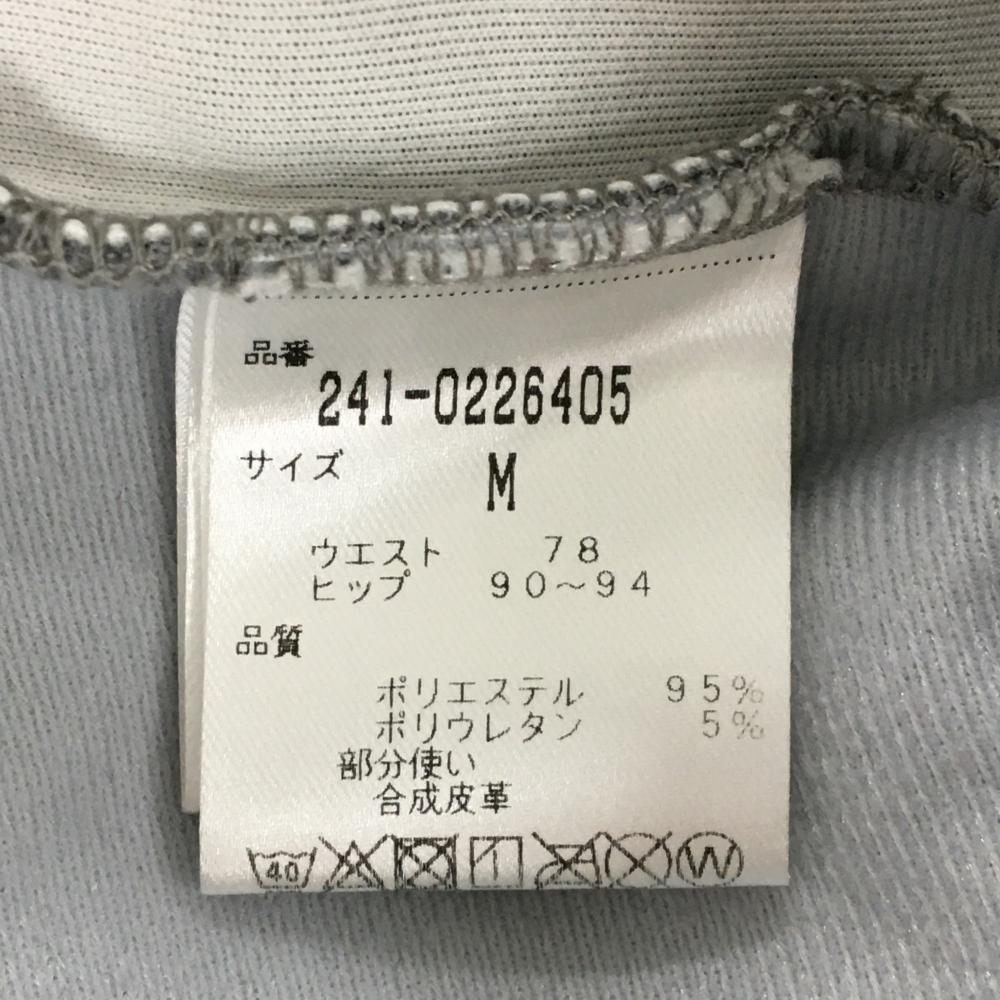 品番
241-0226405
サイズ M
ウエスト 78
ヒップ 90～94
品質
ポリエステル 95%
ポリウレタン 5%
部分使い
合成皮革
40 W